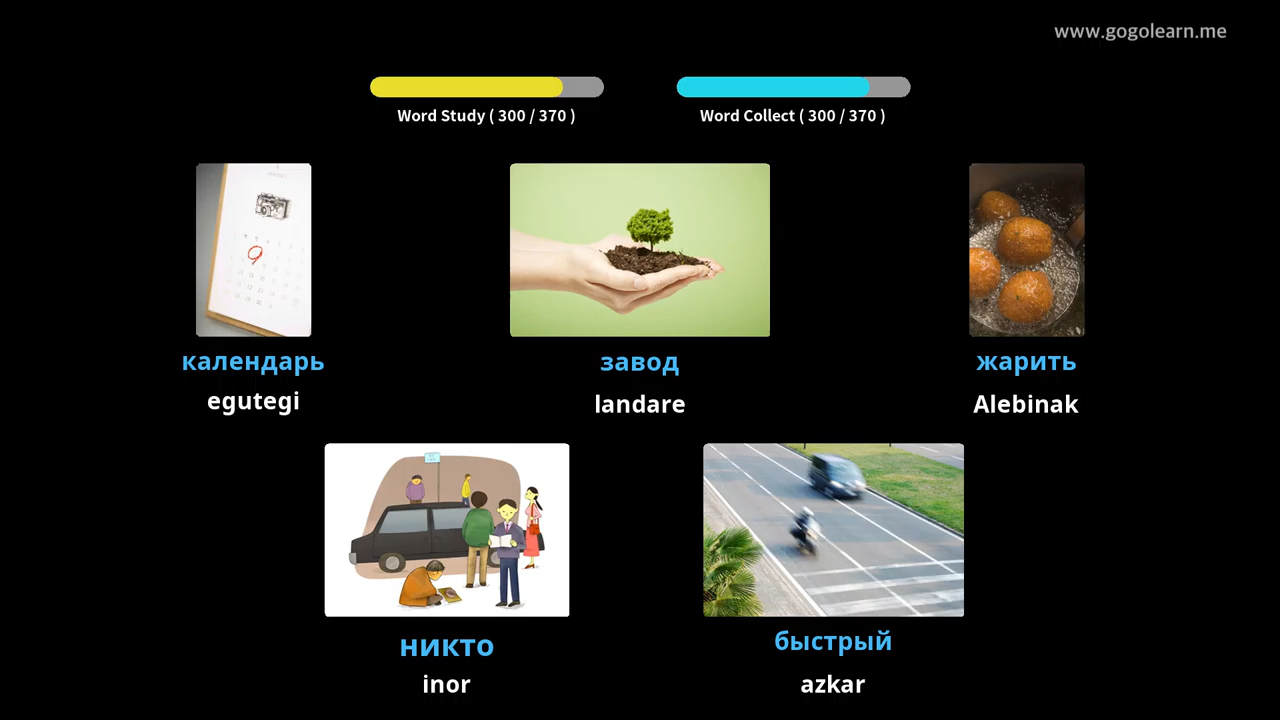 www.gogolearn.me
Word Study ( 300 / 370 )
Word Collect ( 300 / 370 )
календарь
egutegi
завод
landare
жарить
Alebinak
никто
inor
быстрый
azkar